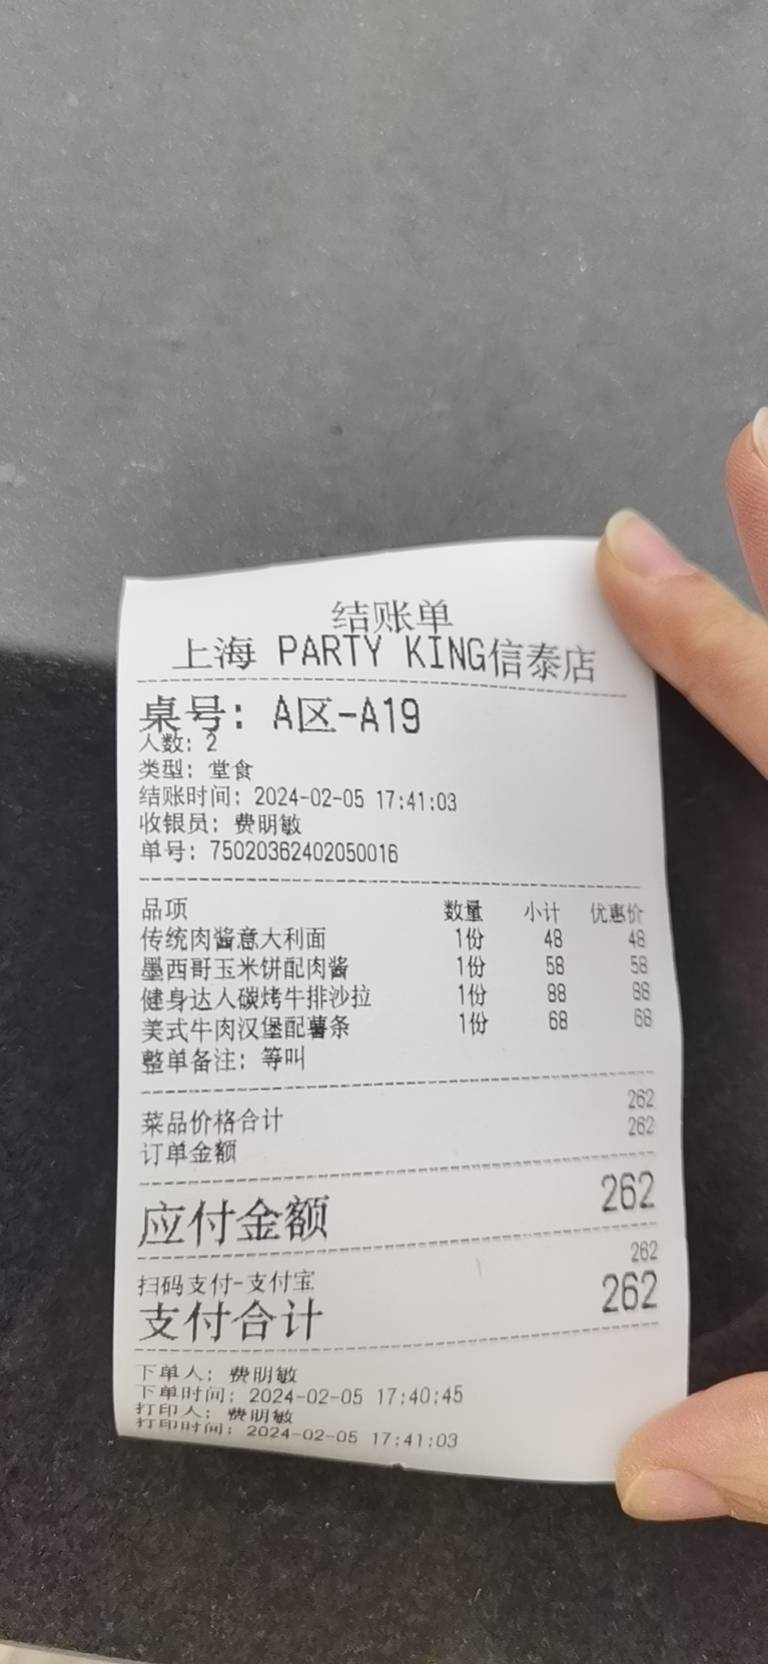 结账单
上海 PARTY KING信泰店
桌号: A区-A19
人数: 2
类型: 堂食
结账时间: 2024-02-05 17:41:03
收银员: 费明敏
单号: 75020362402050016
品项 数量 小计 优惠价
传统肉酱意大利面 1份 48 48
墨西哥玉米饼配肉酱 1份 58 58
健身达人碳烤牛排沙拉 1份 88 88
美式牛肉汉堡配薯条 1份 68 68
整单备注: 等叫
菜品价格合计 262
订单金额 262
应付金额 262
扫码支付-支付宝 262
支付合计 262
下单人: 费明敏
下单时间: 2024-02-05 17:40:45
打印人: 费明敏
打印时间: 2024-02-05 17:41:03